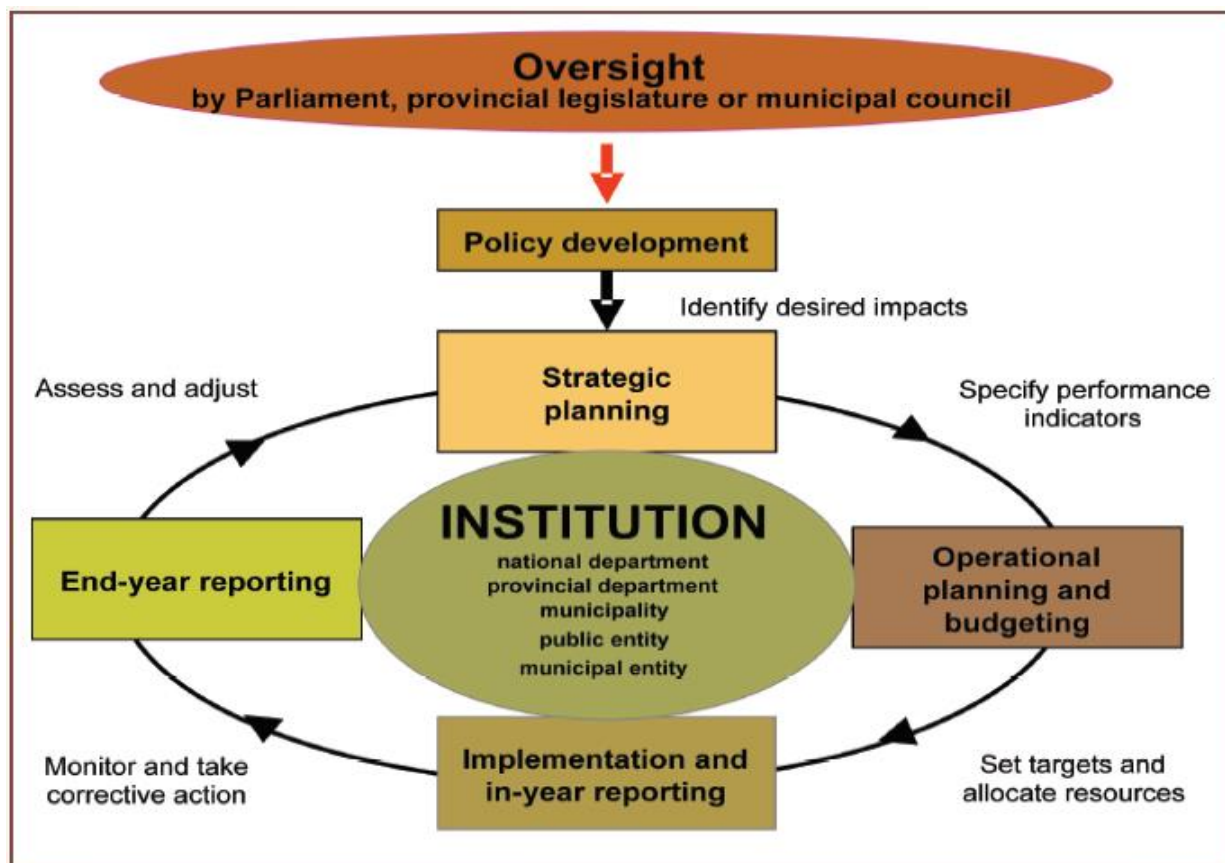 Oversight
by Parliament, provincial legislature or municipal council
Policy development
Identify desired impacts
Strategic
planning
Assess and adjust
Specify performance
indicators
INSTITUTION
national department
provincial department
municipality
public entity
municipal entity
End-year reporting
Operational
planning and
budgeting
Implementation and
in-year reporting
Monitor and take
corrective action
Set targets and
allocate resources